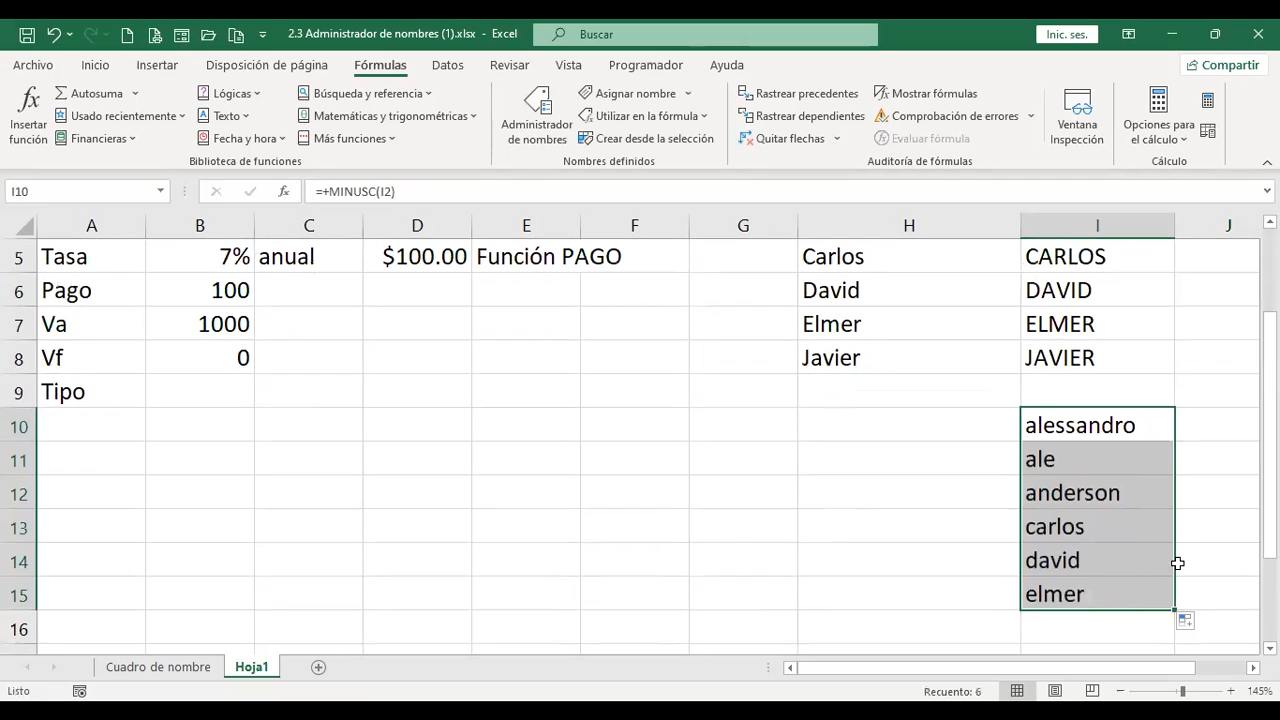 2.3 Administrador de nombres (1).xlsx - Excel
Buscar
Inic. ses.
Archivo Inicio Insertar Disposición de página Fórmulas Datos Revisar Vista Programador Ayuda
Compartir
Insertar función
Autosuma
Usado recientemente
Financieras
Lógicas
Texto
Fecha y hora
Búsqueda y referencia
Matemáticas y trigonométricas
Más funciones
Biblioteca de funciones
Administrador de nombres
Asignar nombre
Utilizar en la fórmula
Crear desde la selección
Nombres definidos
Rastrear precedentes
Rastrear dependientes
Quitar flechas
Mostrar fórmulas
Comprobación de errores
Evaluar fórmula
Auditoría de fórmulas
Ventana Inspección
Opciones para el cálculo
Cálculo
I10
fx
=+MINUSC(I2)
A B C D E F G H I J
5 Tasa 7% anual $100.00 Función PAGO Carlos CARLOS
6 Pago 100 David DAVID
7 Va 1000 Elmer ELMER
8 Vf 0 Javier JAVIER
9 Tipo
10 alessandro
11 ale
12 anderson
13 carlos
14 david
15 elmer
16
Cuadro de nombre Hoja1
Listo
Recuento: 6
145%